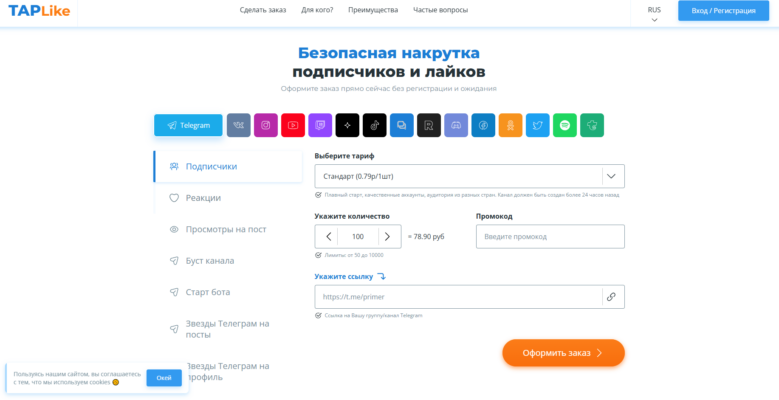 TAPLike
Сделать заказ
Для кого?
Преимущества
Частые вопросы
RUS
Вход / Регистрация
Безопасная накрутка
подписчиков и лайков
Оформите заказ прямо сейчас без регистрации и ожидания
Telegram
Подписчики
Реакции
Просмотры на пост
Буст канала
Старт бота
Звезды Телеграм на
посты
Звезды Телеграм на
профиль
Выберите тариф
Стандарт (0.79р/1шт)
Плавный старт, качественные аккаунты, аудитория из разных стран. Канал должен быть создан более 24 часов назад
Укажите количество
100
= 78.90 руб
Лимиты: от 50 до 10000
Промокод
Введите промокод
Укажите ссылку
https://t.me/primer
Ссылка на Вашу группу/канал Telegram
Оформить заказ
Пользуясь нашим сайтом, вы соглашаетесь
с тем, что мы используем cookies
Окей